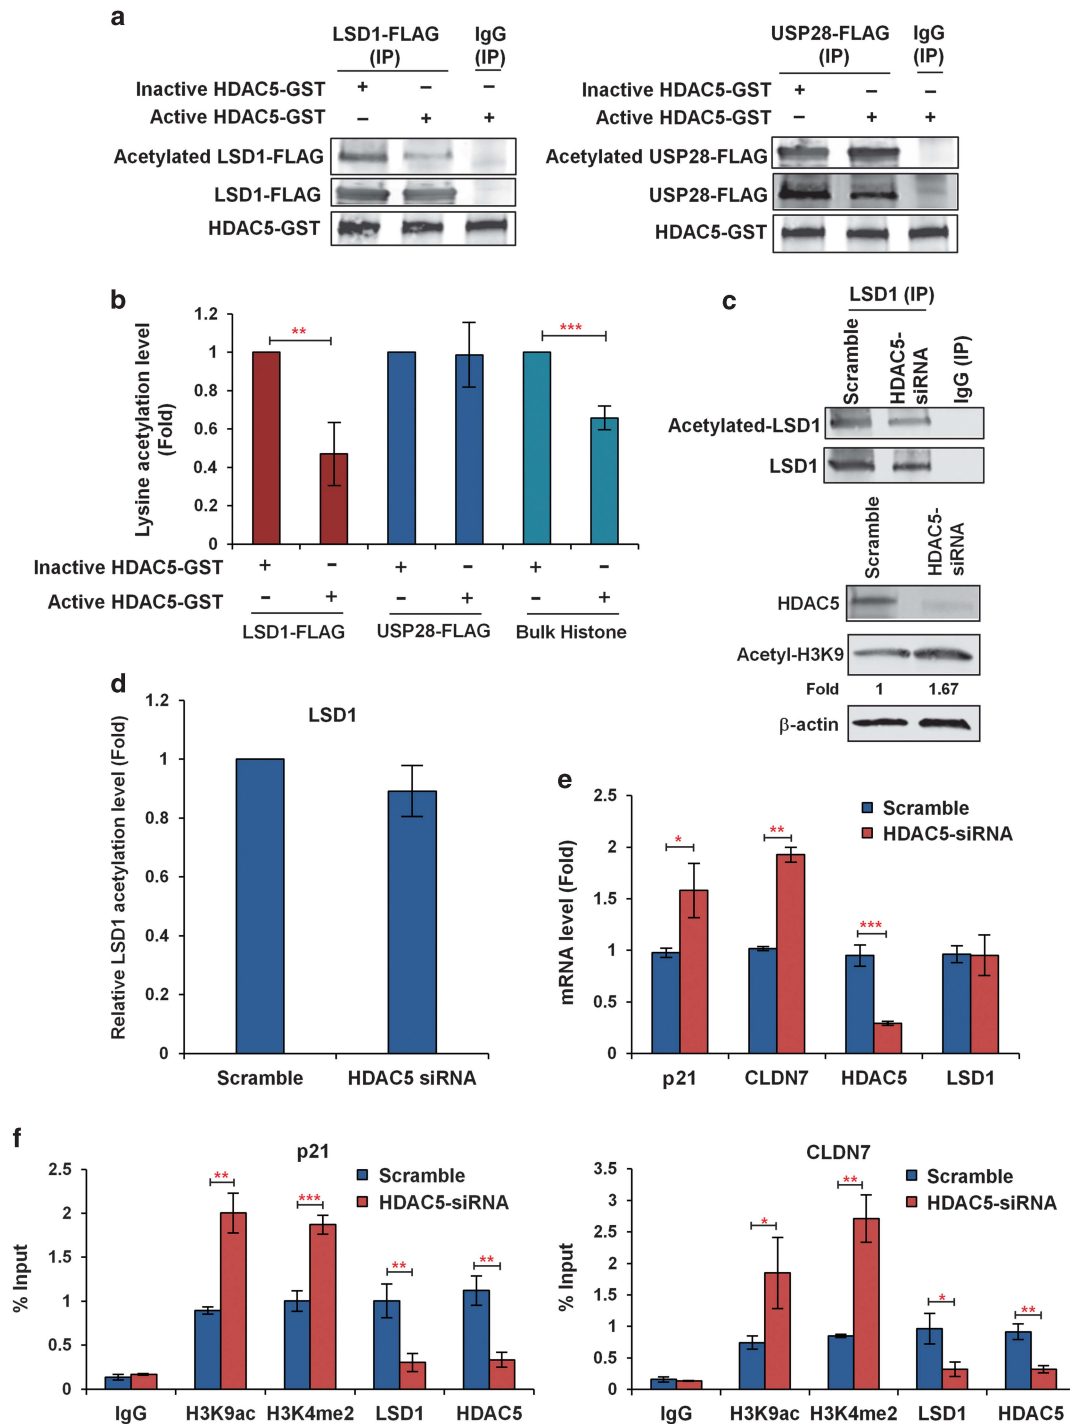 a
LSD1-FLAG (IP)
IgG (IP)
Inactive HDAC5-GST + – –
Active HDAC5-GST – + +
Acetylated LSD1-FLAG
LSD1-FLAG
HDAC5-GST
USP28-FLAG (IP)
IgG (IP)
Inactive HDAC5-GST + – –
Active HDAC5-GST – + +
Acetylated USP28-FLAG
USP28-FLAG
HDAC5-GST
b
Lysine acetylation level (Fold)
1.2
1
0.8
0.6
0.4
0.2
0
**
***
Inactive HDAC5-GST + – + – + –
Active HDAC5-GST – + – + – +
LSD1-FLAG USP28-FLAG Bulk Histone
c
LSD1 (IP)
Scramble
HDAC5-siRNA
IgG (IP)
Acetylated-LSD1
LSD1
Scramble
HDAC5-siRNA
HDAC5
Acetyl-H3K9
Fold 1 1.67
β-actin
d
LSD1
Relative LSD1 acetylation level (Fold)
1.2
1
0.8
0.6
0.4
0.2
0
Scramble HDAC5 siRNA
e
Scramble
HDAC5-siRNA
mRNA level (Fold)
2.5
2
1.5
1
0.5
0
*
**
***
p21 CLDN7 HDAC5 LSD1
f
p21
Scramble
HDAC5-siRNA
% Input
2.5
2
1.5
1
0.5
0
**
***
**
**
IgG H3K9ac H3K4me2 LSD1 HDAC5
CLDN7
Scramble
HDAC5-siRNA
% Input
3.5
3
2.5
2
1.5
1
0.5
0
*
**
*
**
IgG H3K9ac H3K4me2 LSD1 HDAC5